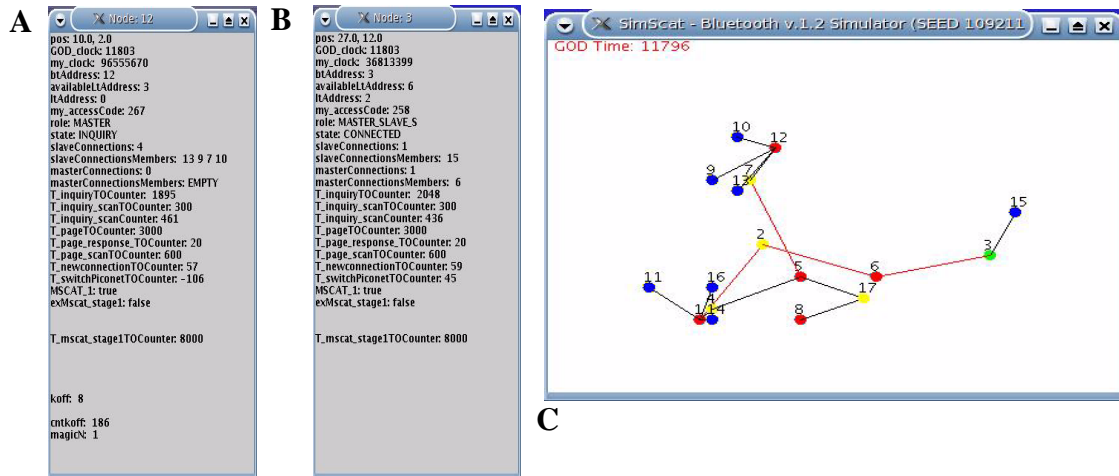 A
Node: 12
pos: 10.0, 2.0
GOD_clock: 11803
my_clock: 96555670
btAddress: 12
availableLtAddress: 3
ltAddress: 0
my_accessCode: 267
role: MASTER
state: INQUIRY
slaveConnections: 4
slaveConnectionsMembers: 13 9 7 10
masterConnections: 0
masterConnectionsMembers: EMPTY
T_inquiryTOCounter: 1895
T_inquiry_scanTOCounter: 300
T_inquiry_scanCounter: 461
T_pageTOCounter: 3000
T_page_response_TOCounter: 20
T_page_scanTOCounter: 600
T_newconnectionTOCounter: 57
T_switchPiconetTOCounter: -106
MSCAT_1: true
exMscat_stage1: false
T_mscat_stage1TOCounter: 8000
koff: 8
cntkoff: 186
magicN: 1
B
Node: 3
pos: 27.0, 12.0
GOD_clock: 11803
my_clock: 36813399
btAddress: 3
availableLtAddress: 6
ltAddress: 2
my_accessCode: 258
role: MASTER_SLAVE_S
state: CONNECTED
slaveConnections: 1
slaveConnectionsMembers: 15
masterConnections: 1
masterConnectionsMembers: 6
T_inquiryTOCounter: 2048
T_inquiry_scanTOCounter: 300
T_inquiry_scanCounter: 436
T_pageTOCounter: 3000
T_page_response_TOCounter: 20
T_page_scanTOCounter: 600
T_newconnectionTOCounter: 59
T_switchPiconetTOCounter: 45
MSCAT_1: true
exMscat_stage1: false
T_mscat_stage1TOCounter: 8000
SimScat - Bluetooth v.1.2 Simulator (SEED 109211
GOD Time: 11796
10
12
9
7
13
15
2
3
5
6
11
16
17
4
1
14
8
C